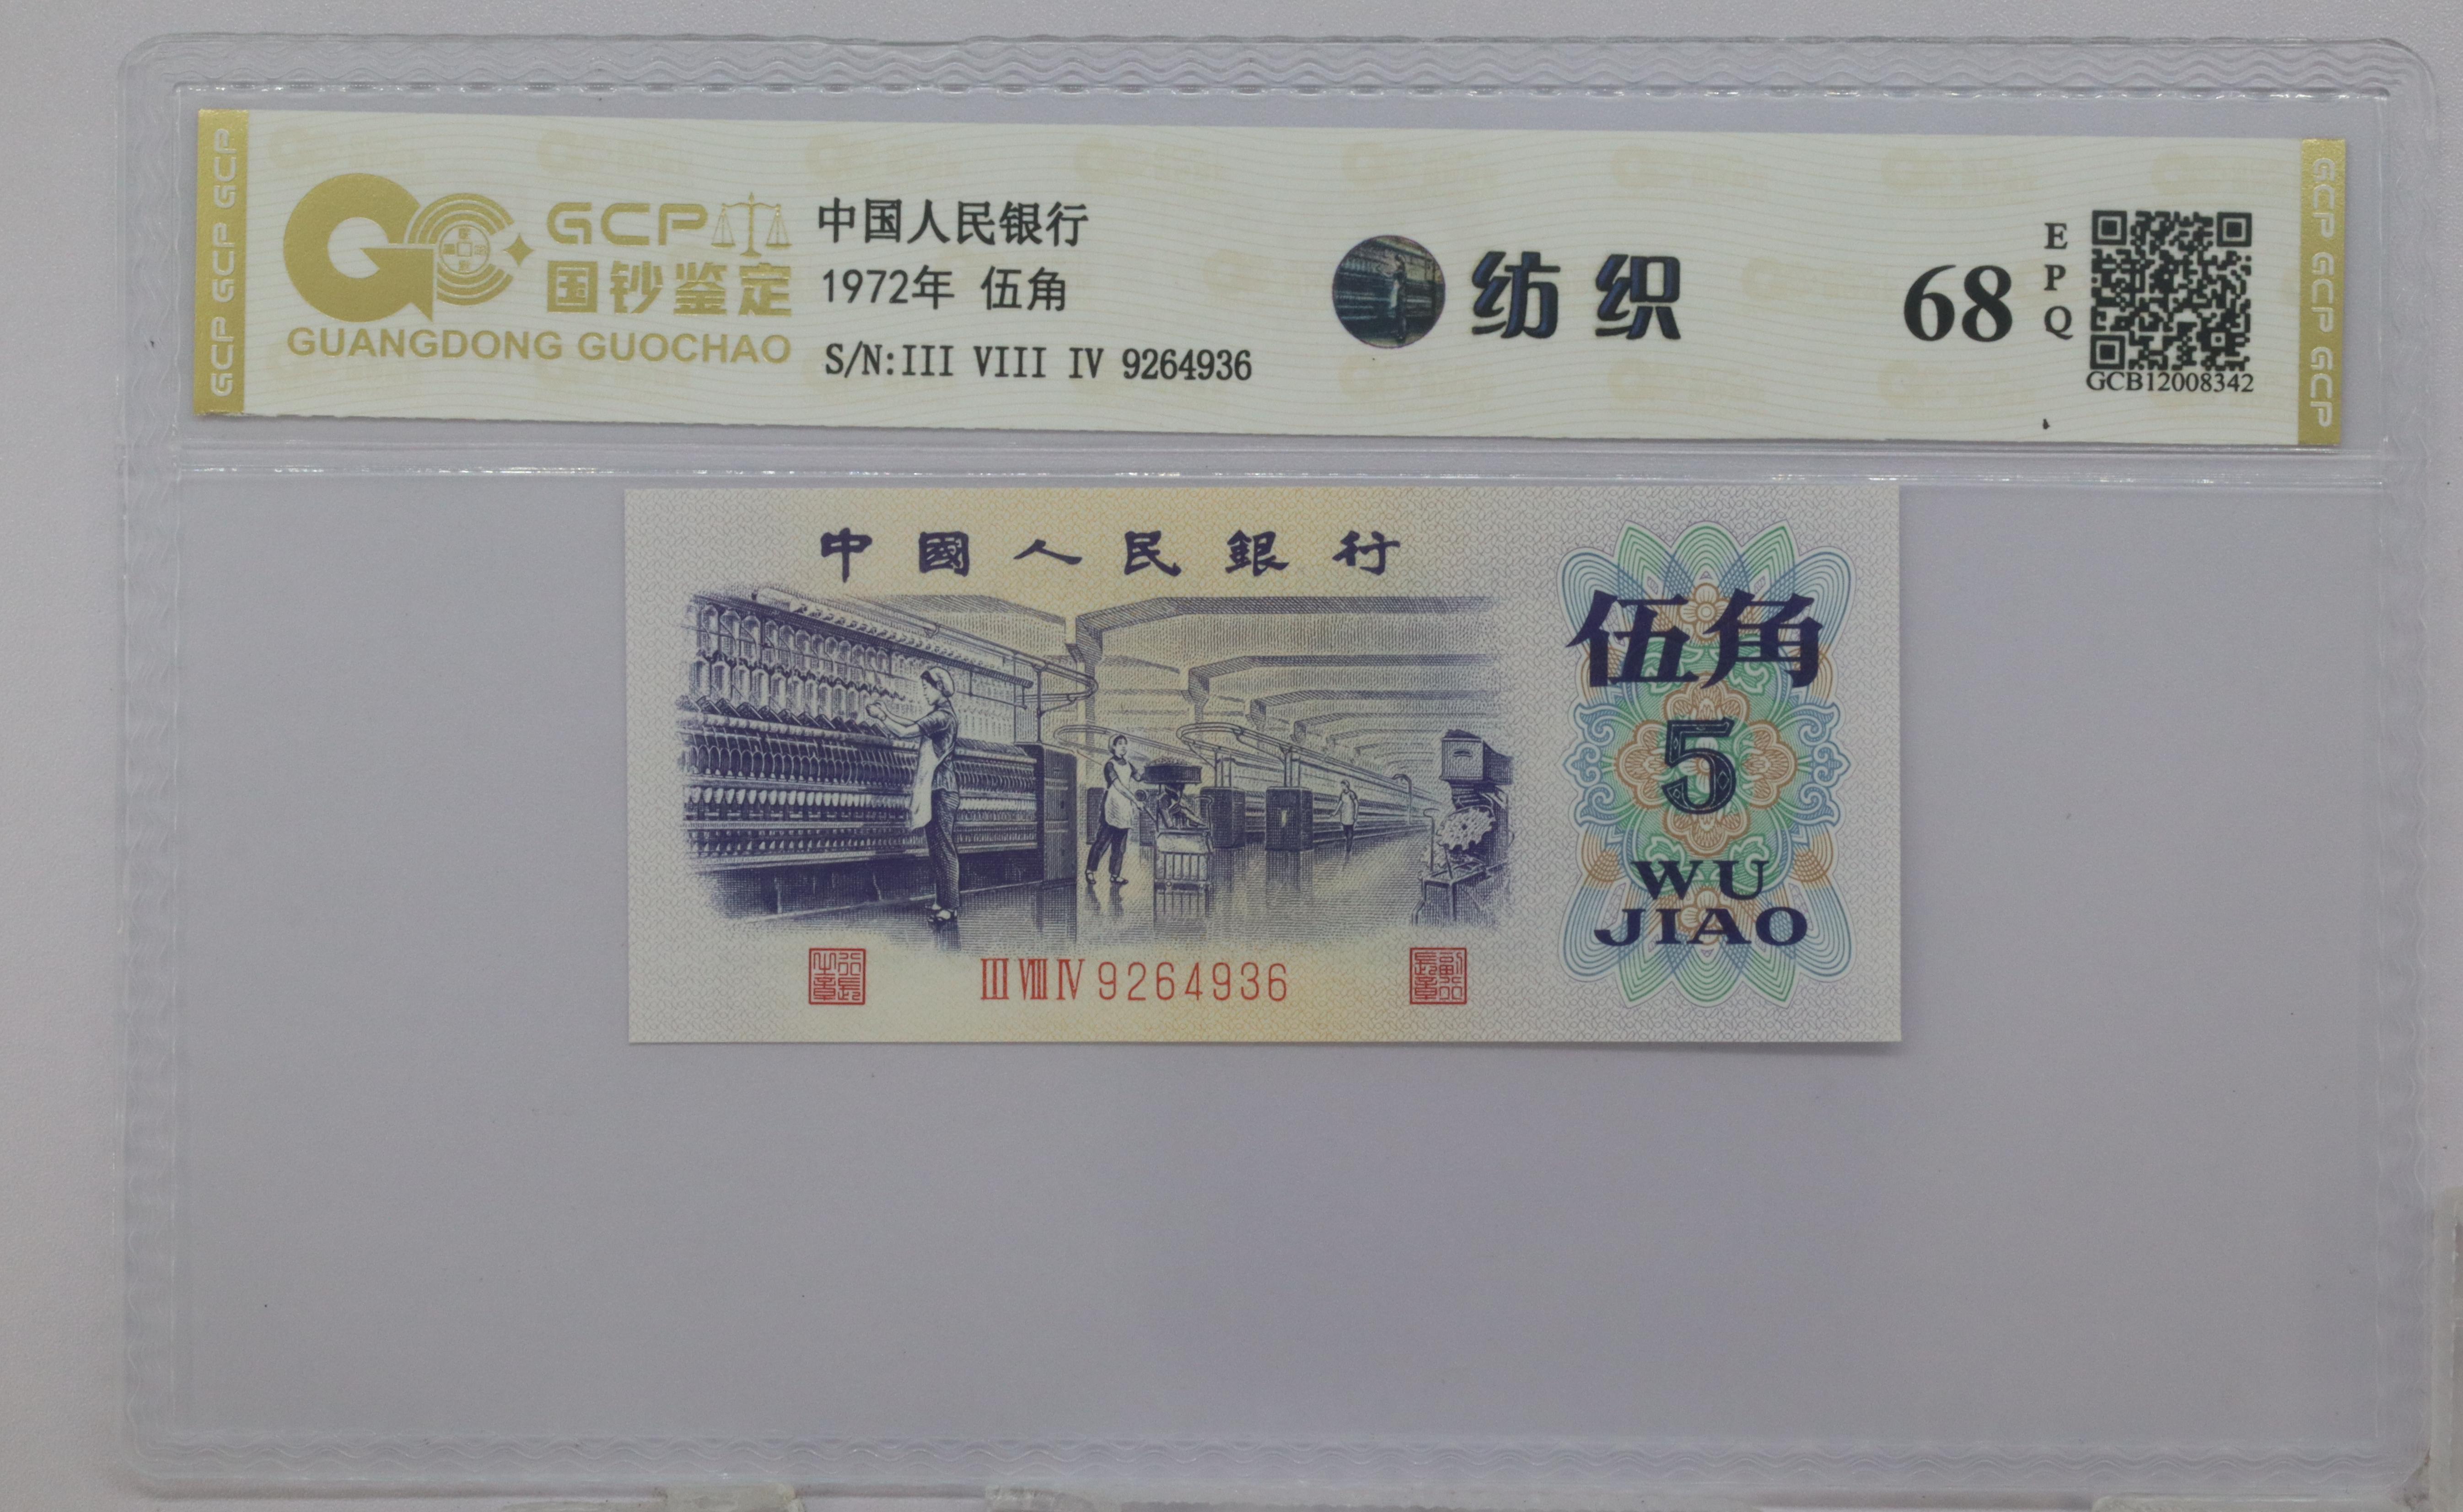 GCP GCP GCP
GCP
国钞鉴定
GUANGDONG GUOCHAO
中国人民银行
1972年 伍角
S/N:III VIII IV 9264936
纺织
68
EPQ
GCB12008342
GCP GCP GCP
中國人民銀行
伍角
5
WU
JIAO
III VIII IV 9264936